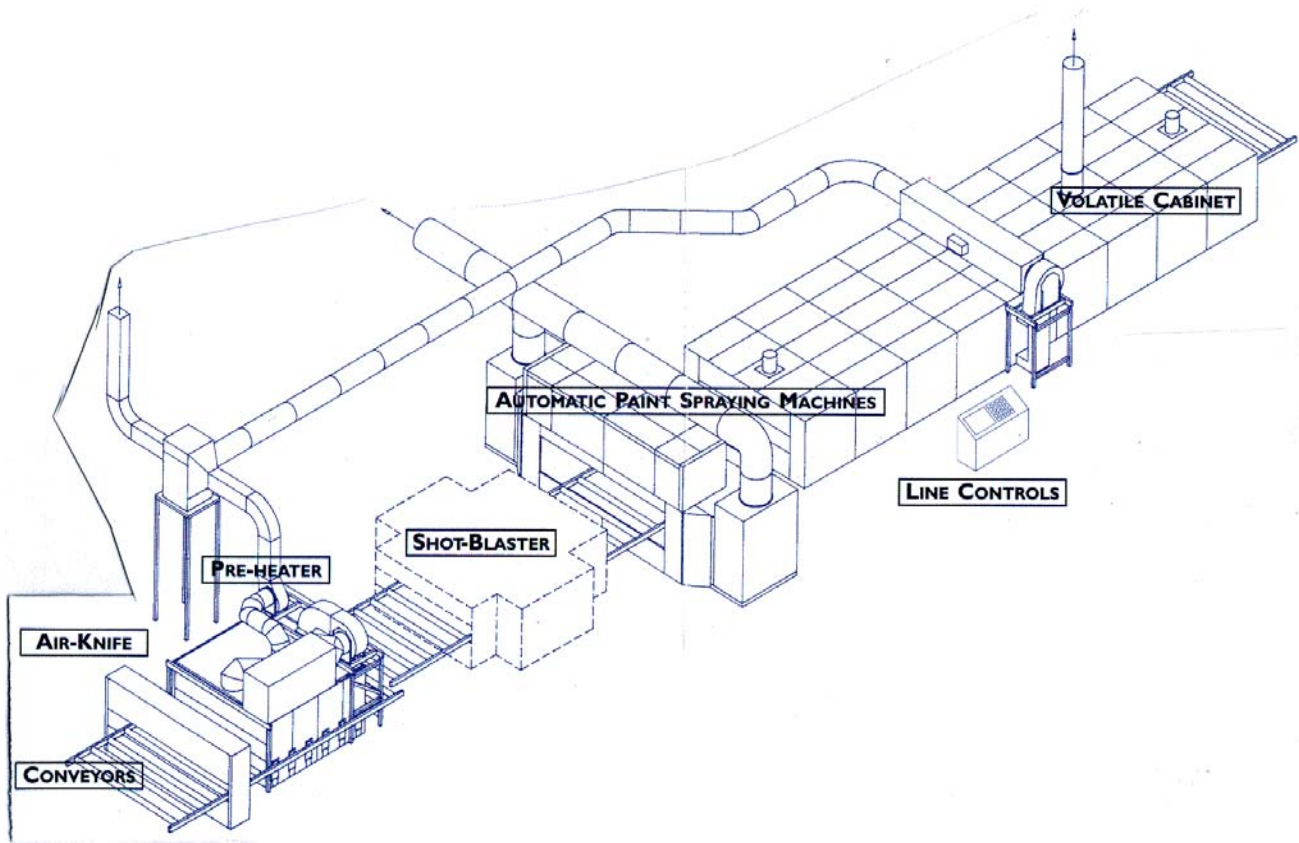 VOLATILE CABINET
AUTOMATIC PAINT SPRAYING MACHINES
LINE CONTROLS
SHOT-BLASTER
PRE-HEATER
AIR-KNIFE
CONVEYORS